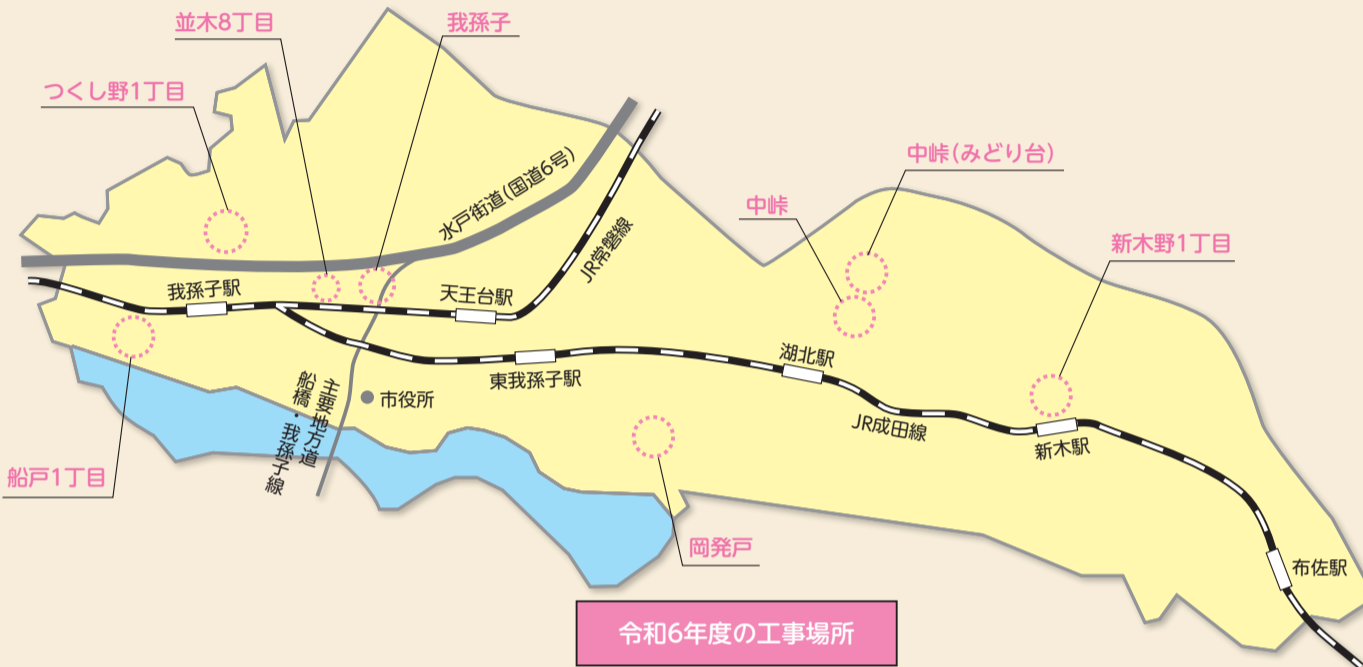 並木8丁目
我孫子
つくし野1丁目
水戸街道(国道6号)
JR常磐線
中峠(みどり台)
中峠
新木野1丁目
我孫子駅
天王台駅
東我孫子駅
湖北駅
JR成田線
新木駅
主要地方道
船橋・我孫子線
市役所
船戸1丁目
岡発戸
布佐駅
令和6年度の工事場所